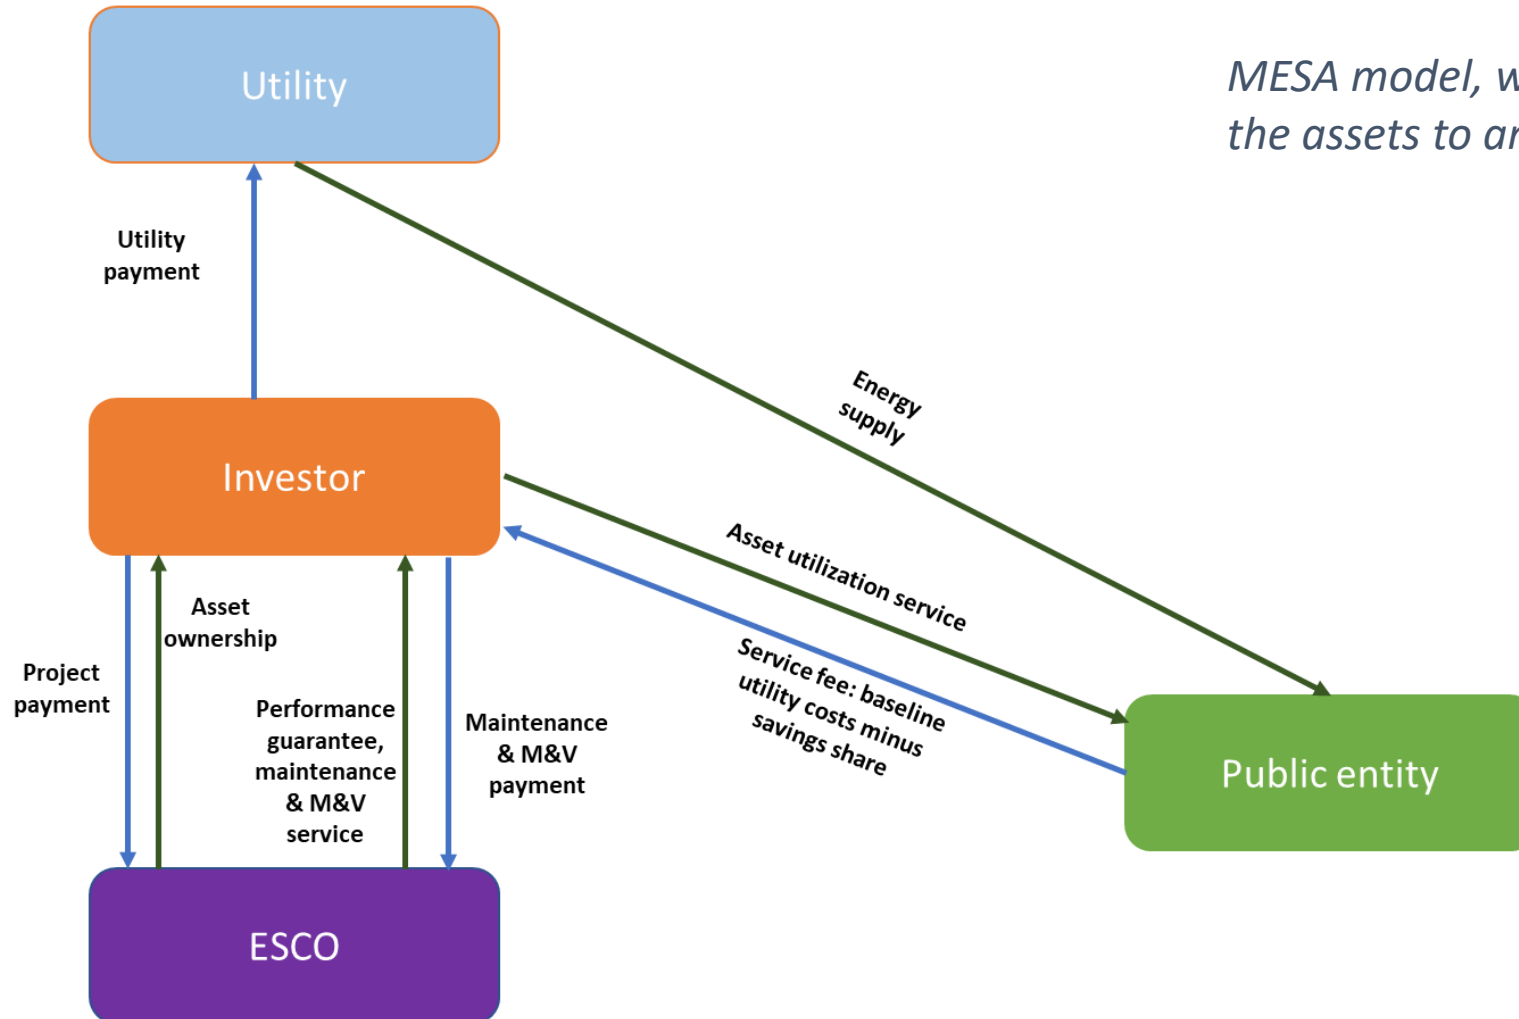 Utility
MESA model, w
the assets to ar
Utility
payment
Energy
supply
Investor
Asset utilization service
Service fee: baseline
utility costs minus
savings share
Asset
ownership
Project
payment
Performance
guarantee,
maintenance
& M&V
service
Maintenance
& M&V
payment
Public entity
ESCO